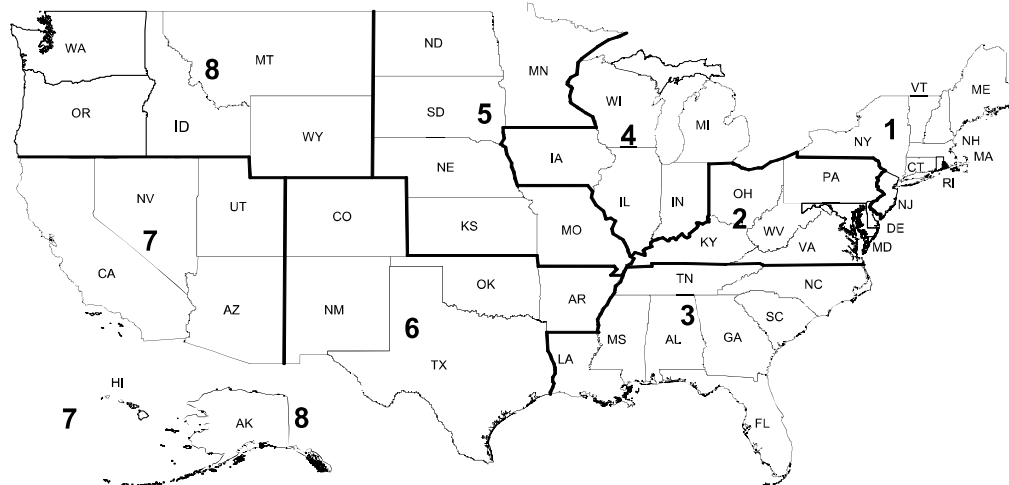 WA
MT
ND
MN
VT
ME
8
OR
ID
WY
SD
5
WI
4
MI
NY
1
NH
MA
CT
RI
NE
IA
PA
NV
UT
CO
KS
MO
IL
IN
OH
2
WV
NJ
DE
MD
7
CA
KY
VA
AZ
NM
OK
AR
TN
NC
6
TX
LA
MS
AL
3
GA
SC
HI
7
AK
8
FL